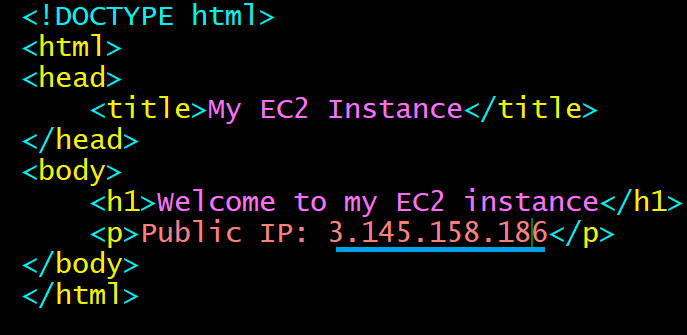 <!DOCTYPE html>
<html>
<head>
    <title>My EC2 Instance</title>
</head>
<body>
    <h1>Welcome to my EC2 instance</h1>
    <p>Public IP: 3.145.158.186</p>
</body>
</html>